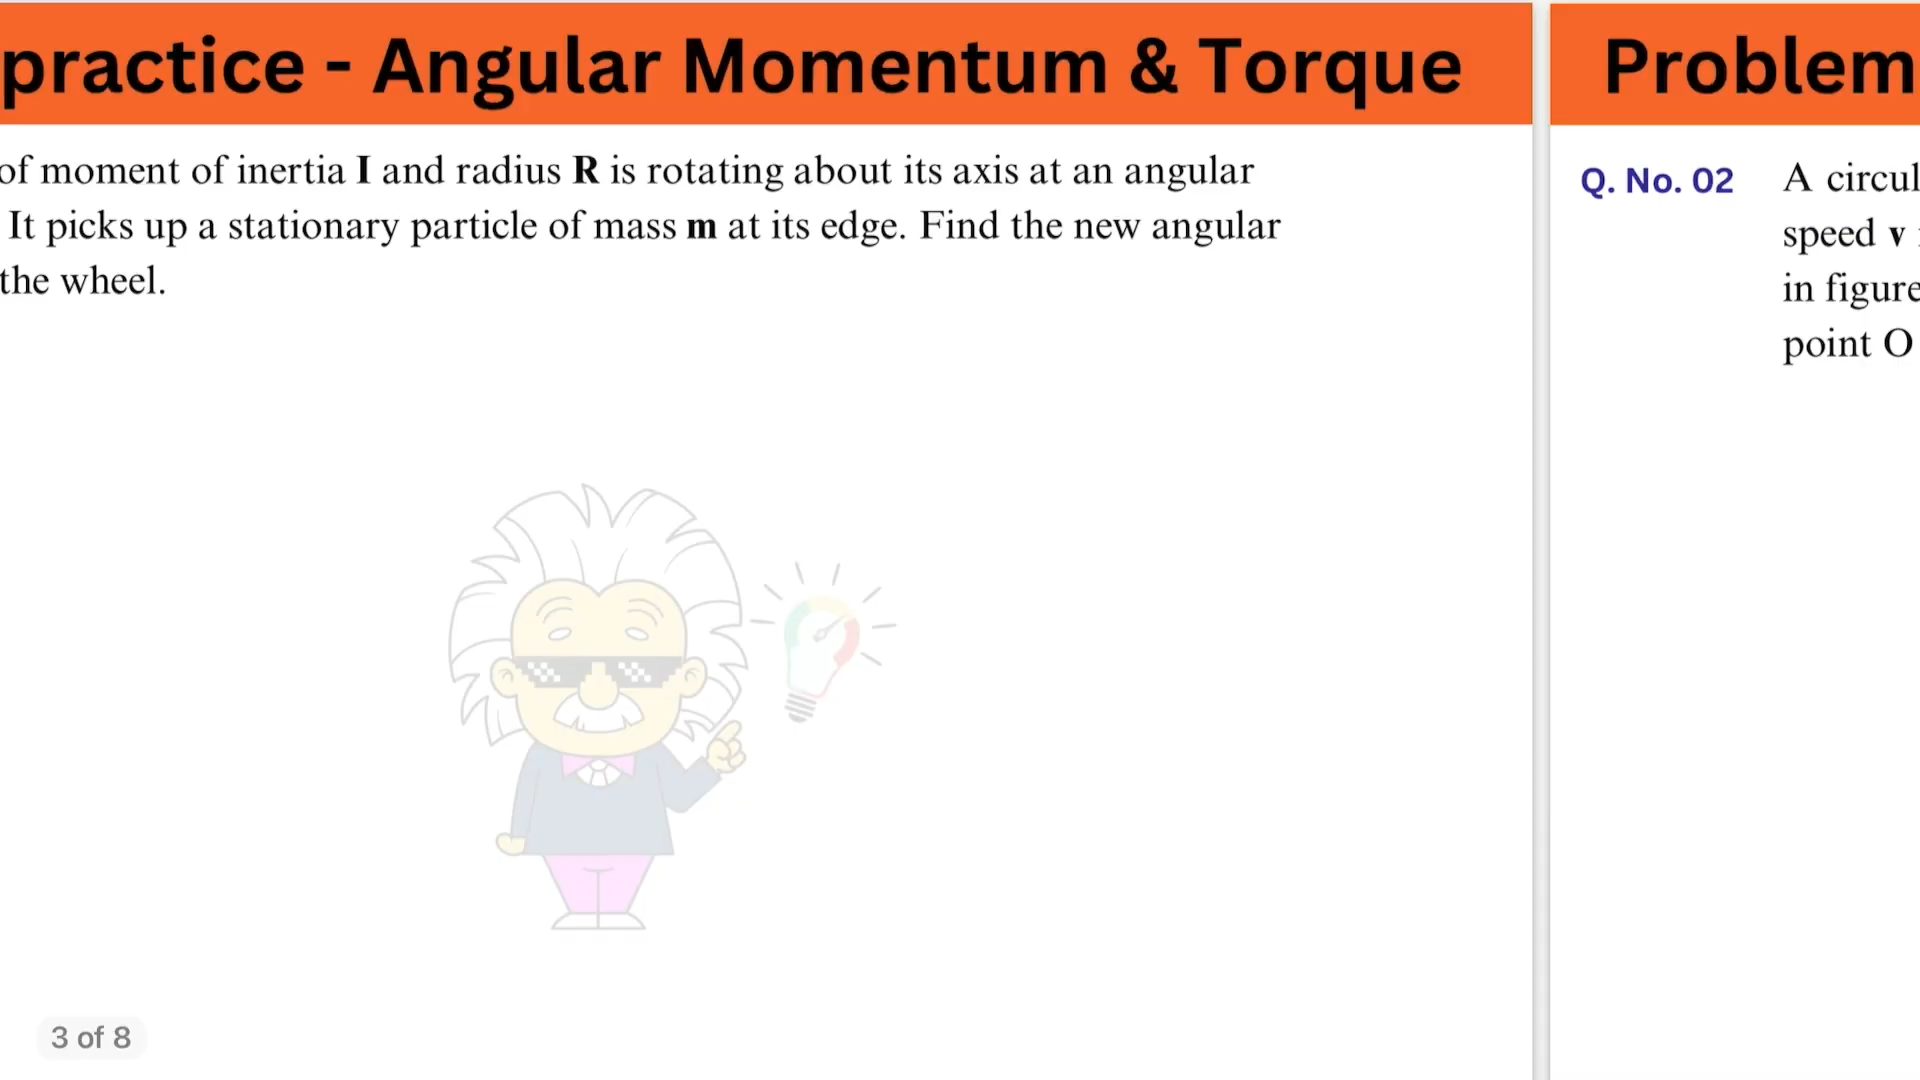 practice - Angular Momentum & Torque
of moment of inertia I and radius R is rotating about its axis at an angular
It picks up a stationary particle of mass m at its edge. Find the new angular
the wheel.
3 of 8
Problem
Q. No. 02 A circul
speed v
in figure
point O